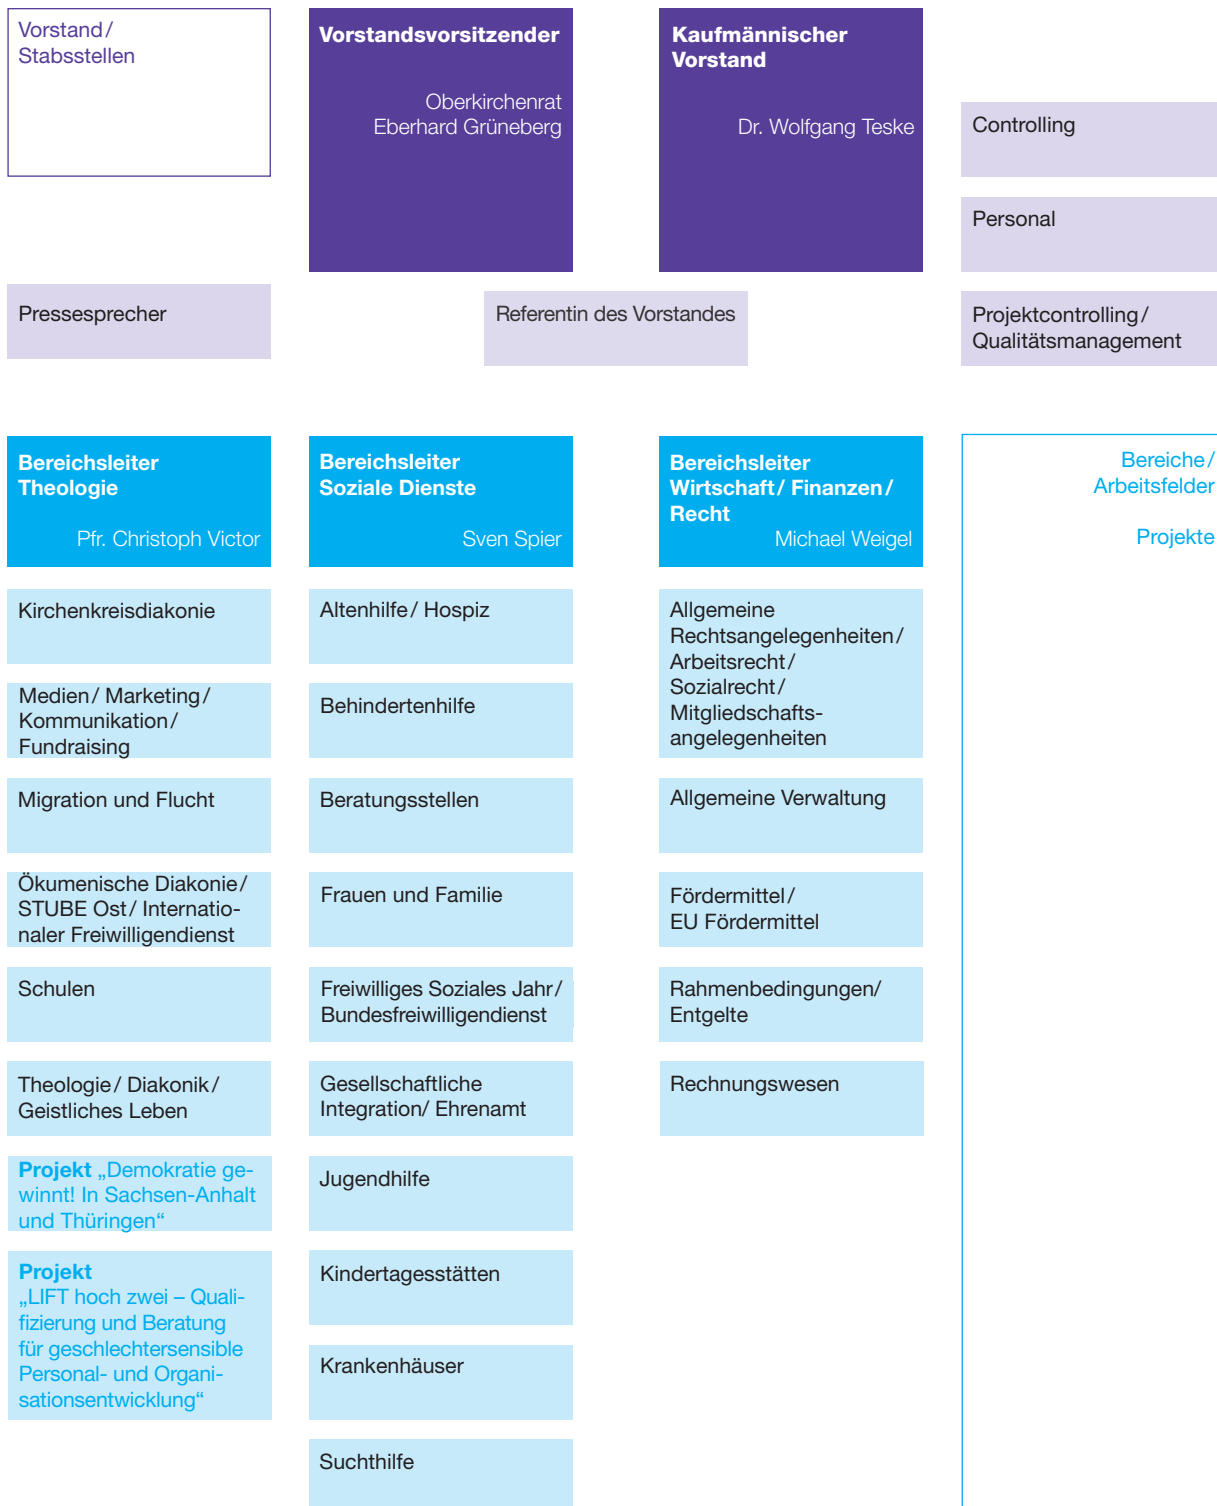 Vorstand/
Stabsstellen
Vorstandsvorsitzender
Oberkirchenrat
Eberhard Grüneberg
Kaufmännischer
Vorstand
Dr. Wolfgang Teske
Controlling
Personal
Pressesprecher
Referentin des Vorstandes
Projektcontrolling/
Qualitätsmanagement
Bereichsleiter
Theologie
Pfr. Christoph Victor
Kirchenkreisdiakonie
Medien/ Marketing/
Kommunikation/
Fundraising
Migration und Flucht
Ökumenische Diakonie/
STUBE Ost/ Internatio-
naler Freiwilligendienst
Schulen
Theologie/ Diakonik/
Geistliches Leben
Projekt „Demokratie ge-
winnt! In Sachsen-Anhalt
und Thüringen“
Projekt
„LIFT hoch zwei – Quali-
fizierung und Beratung
für geschlechtersensible
Personal- und Organi-
sationsentwicklung“
Bereichsleiter
Soziale Dienste
Sven Spier
Altenhilfe/ Hospiz
Behindertenhilfe
Beratungsstellen
Frauen und Familie
Freiwilliges Soziales Jahr/
Bundesfreiwilligendienst
Gesellschaftliche
Integration/ Ehrenamt
Jugendhilfe
Kindertagesstätten
Krankenhäuser
Suchthilfe
Bereichsleiter
Wirtschaft/ Finanzen/
Recht
Michael Weigel
Allgemeine
Rechtsangelegenheiten/
Arbeitsrecht/
Sozialrecht/
Mitgliedschafts-
angelegenheiten
Allgemeine Verwaltung
Fördermittel/
EU Fördermittel
Rahmenbedingungen/
Entgelte
Rechnungswesen
Bereiche/
Arbeitsfelder
Projekte